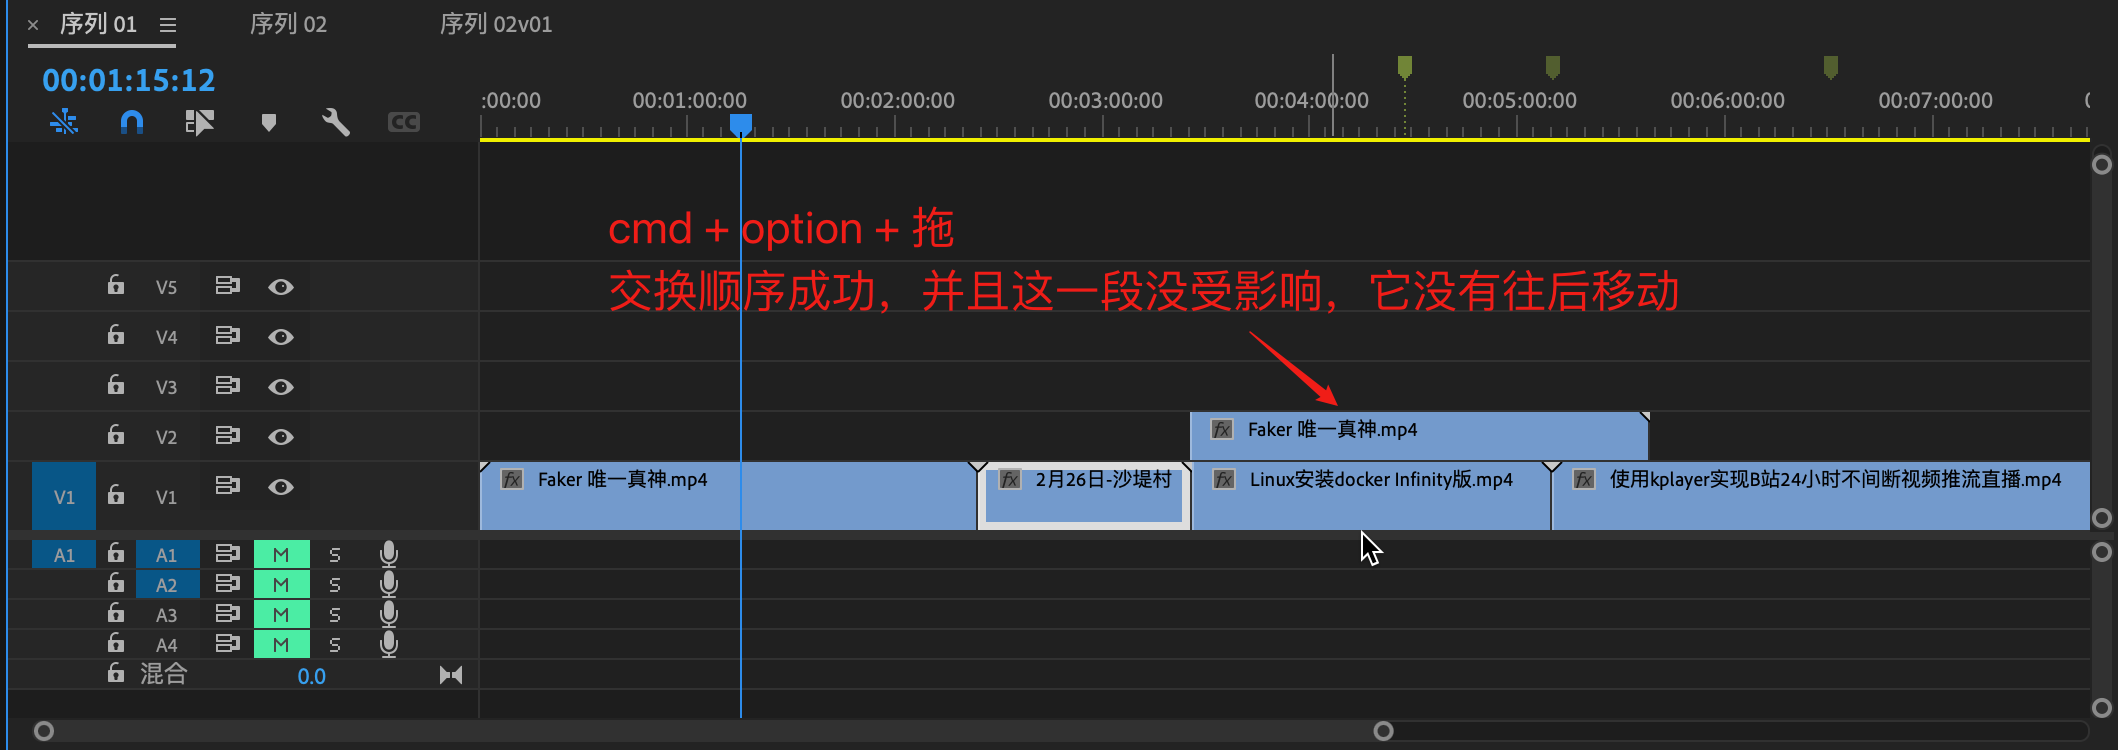 × 序列 01 序列 02 序列 02v01
00:01:15:12
CC
:00:00 00:01:00:00 00:02:00:00 00:03:00:00 00:04:00:00 00:05:00:00 00:06:00:00 00:07:00:00
cmd + option + 拖
交换顺序成功，并且这一段没受影响，它没有往后移动
V5
V4
V3
V2
fx Faker 唯一真神.mp4
V1 V1
fx Faker 唯一真神.mp4 fx 2月26日-沙堤村 fx Linux安装docker Infinity版.mp4 fx 使用kplayer实现B站24小时不间断视频推流直播.mp4
A1 A1 M S
A2 M S
A3 M S
A4 M S
混合 0.0